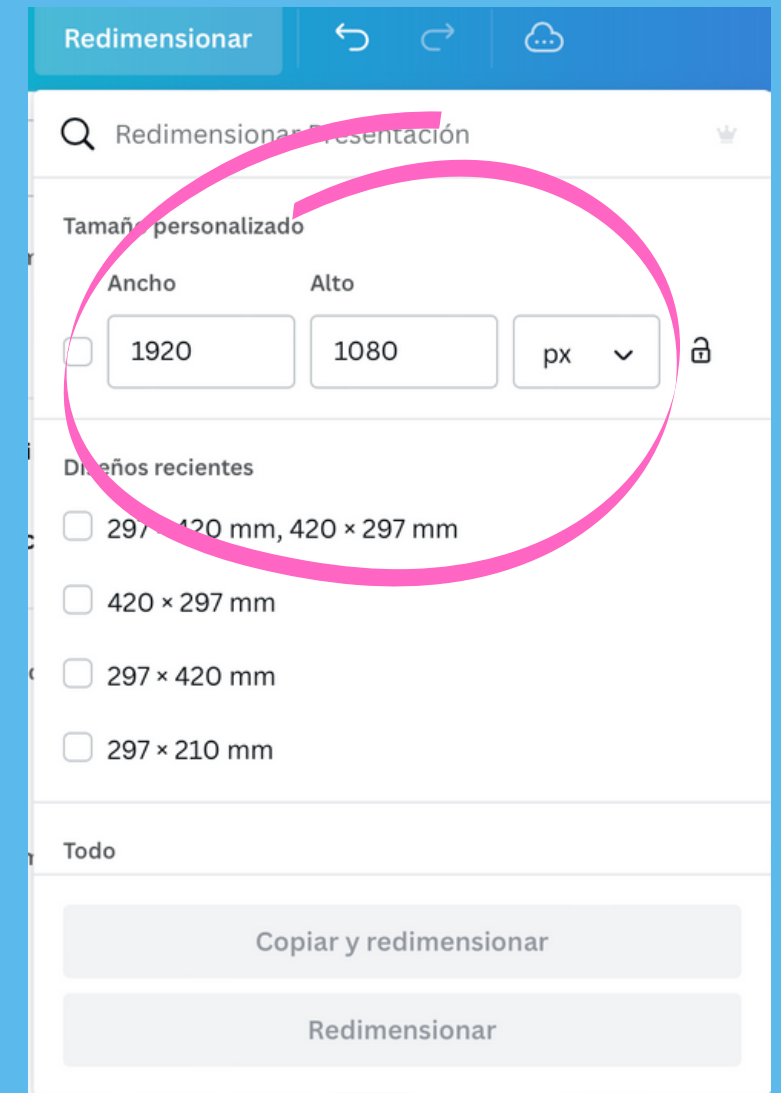 Redimensionar
Redimensionar Presentación
Tamaño personalizado
Ancho Alto
1920 1080 px
Diseños recientes
297 × 420 mm, 420 × 297 mm
420 × 297 mm
297 × 420 mm
297 × 210 mm
Todo
Copiar y redimensionar
Redimensionar